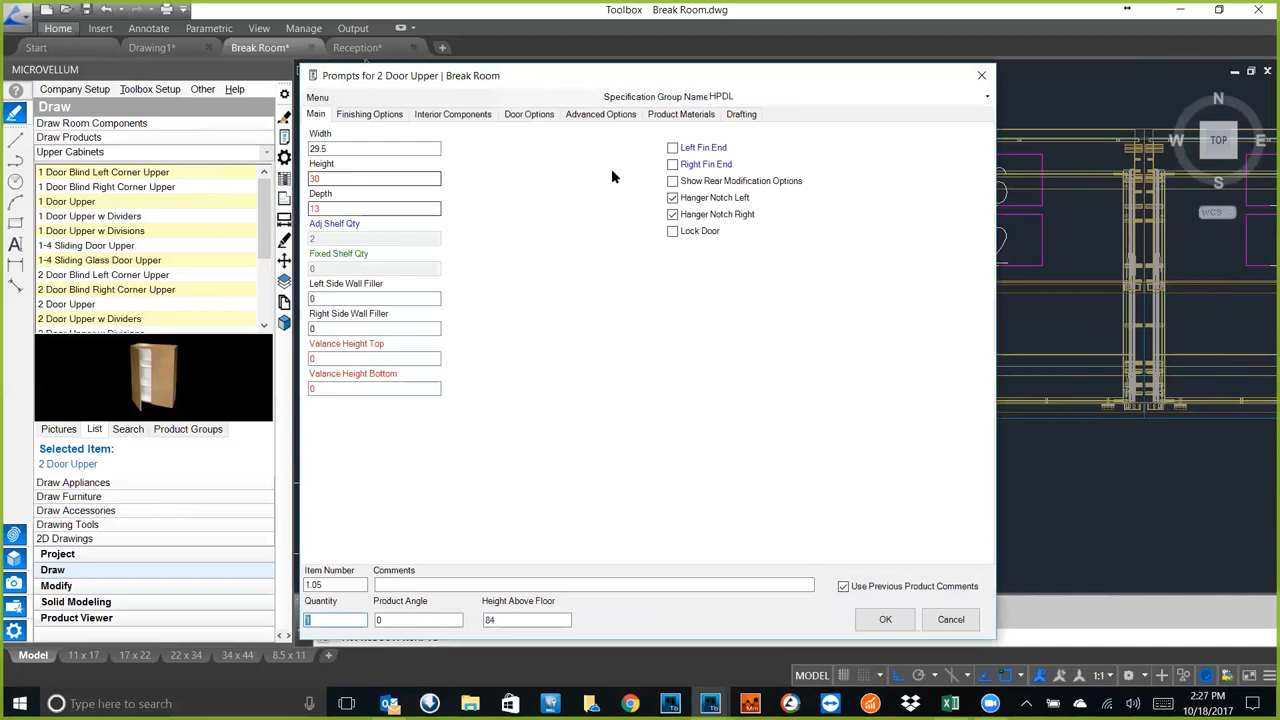 Toolbox Break Room.dwg
Home Insert Annotate Parametric View Manage Output
Start Drawing1* Break Room* Reception*
MICROVELLUM
Company Setup Toolbox Setup Other Help
Draw
Draw Room Components
Draw Products
Upper Cabinets
1 Door Blind Left Corner Upper
1 Door Blind Right Corner Upper
1 Door Upper
1 Door Upper w Dividers
1 Door Upper w Divisions
1-4 Sliding Door Upper
1-4 Sliding Glass Door Upper
2 Door Blind Left Corner Upper
2 Door Blind Right Corner Upper
2 Door Upper
2 Door Upper w Dividers
2 Door Upper w Divisions
Pictures List Search Product Groups
Selected Item:
2 Door Upper
Draw Appliances
Draw Furniture
Draw Accessories
Drawing Tools
2D Drawings
Project
Draw
Modify
Solid Modeling
Product Viewer
Prompts for 2 Door Upper | Break Room
Menu Specification Group Name HPDL
Main Finishing Options Interior Components Door Options Advanced Options Product Materials Drafting
Width
29.5
Height
30
Depth
13
Adj Shelf Qty
2
Fixed Shelf Qty
0
Left Side Wall Filler
0
Right Side Wall Filler
0
Valance Height Top
0
Valance Height Bottom
0
Left Fin End
Right Fin End
Show Rear Modification Options
Hanger Notch Left
Hanger Notch Right
Lock Door
Item Number Comments
1.05
Use Previous Product Comments
Quantity Product Angle Height Above Floor
1 0 84
OK Cancel
N
W TOP E
S
WCS
Model 11 x 17 17 x 22 22 x 34 34 x 44 8.5 x 11
MODEL 1:1
Type here to search
2:27 PM
10/18/2017